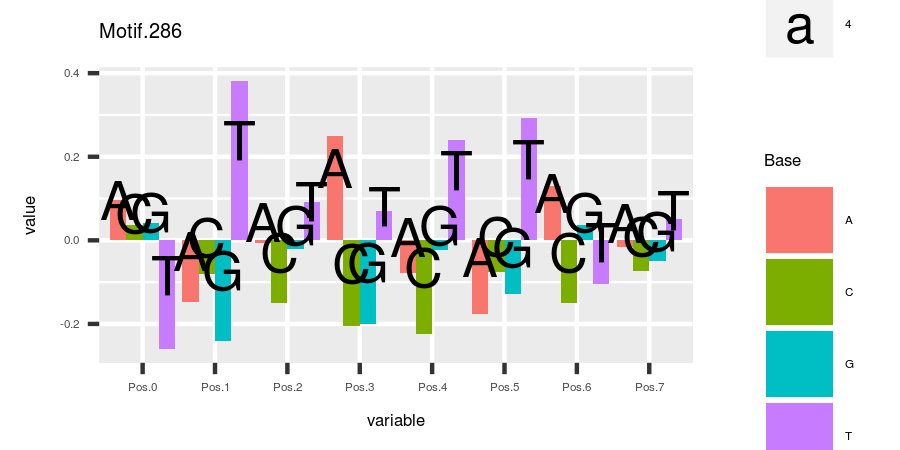 Motif.286
a 4
0.4
0.2
0.0
-0.2
value
A C G T A C G T A C G T A C G T A C G T A C G T A C G T A C G T
Pos.0 Pos.1 Pos.2 Pos.3 Pos.4 Pos.5 Pos.6 Pos.7
variable
Base
A
C
G
T